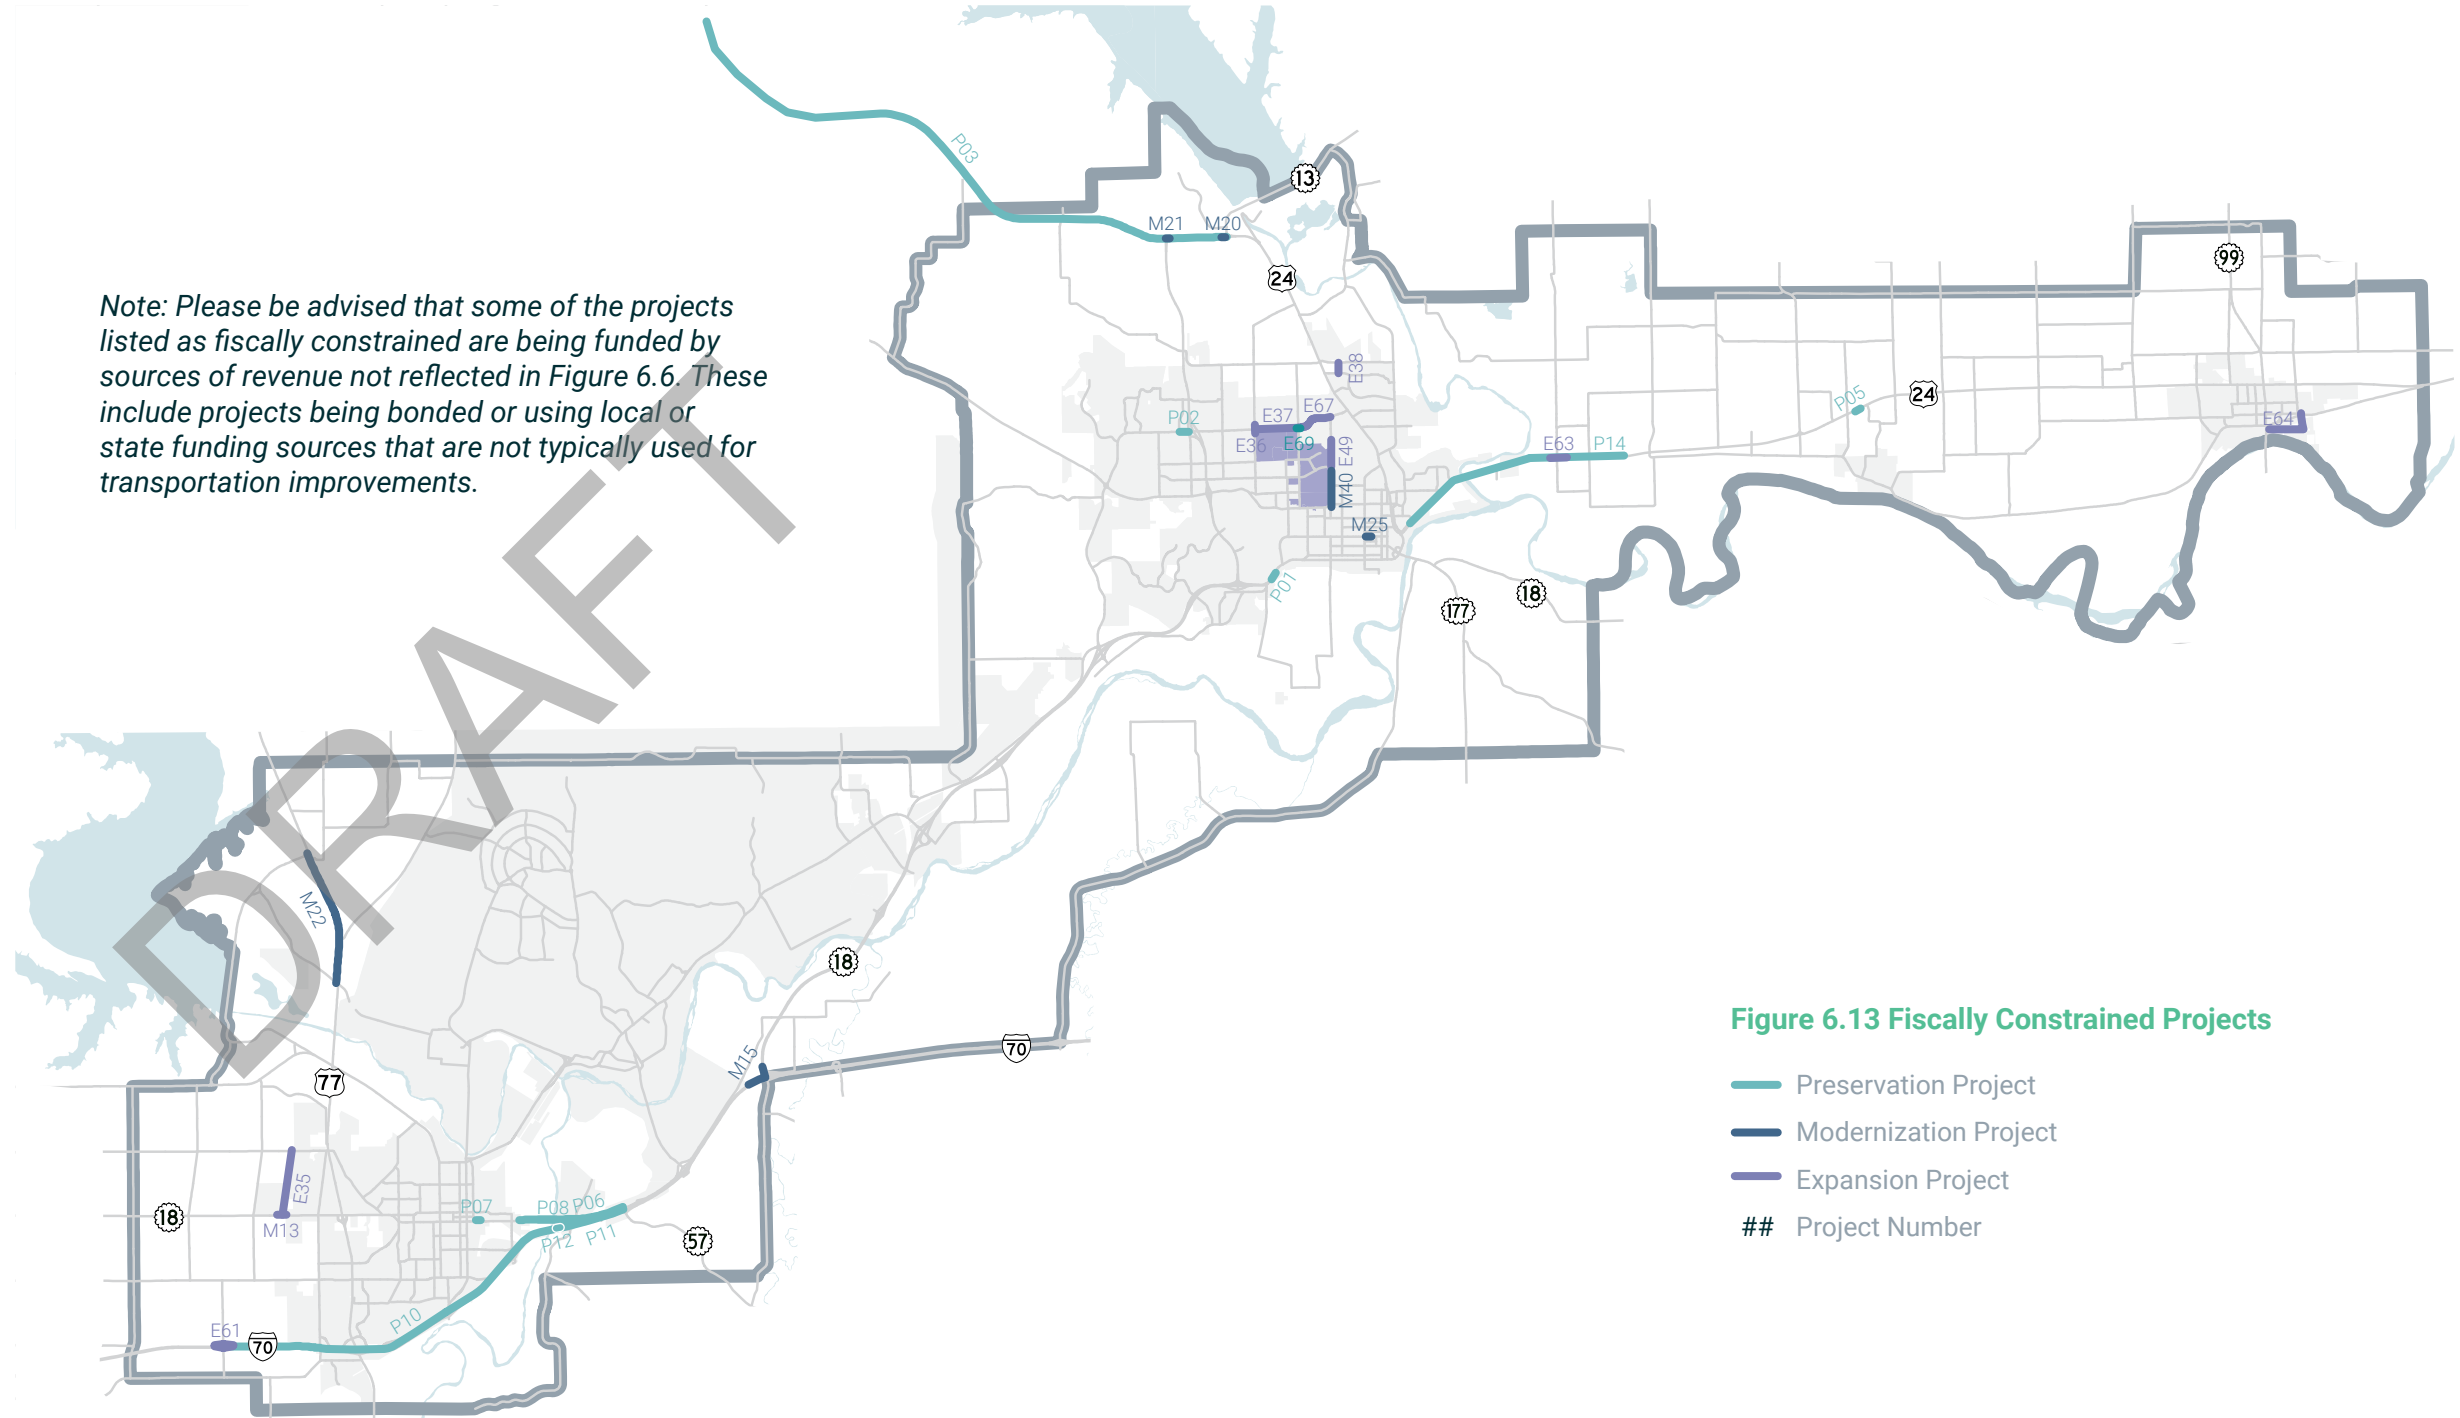 P03
13
M21 M20
24
99
Note: Please be advised that some of the projects
listed as fiscally constrained are being funded by
sources of revenue not reflected in Figure 6.6. These
include projects being bonded or using local or
state funding sources that are not typically used for
transportation improvements.
DRAFT
E38
P05
24
P02
E37
E67
E64
E36
E69
E49
E63
P14
M40
M25
P01
177
18
M22
18
M15
70
77
Figure 6.13 Fiscally Constrained Projects
Preservation Project
Modernization Project
Expansion Project
## Project Number
E35
18
M13
P07
P08
P06
P12
P11
57
P10
E61
70